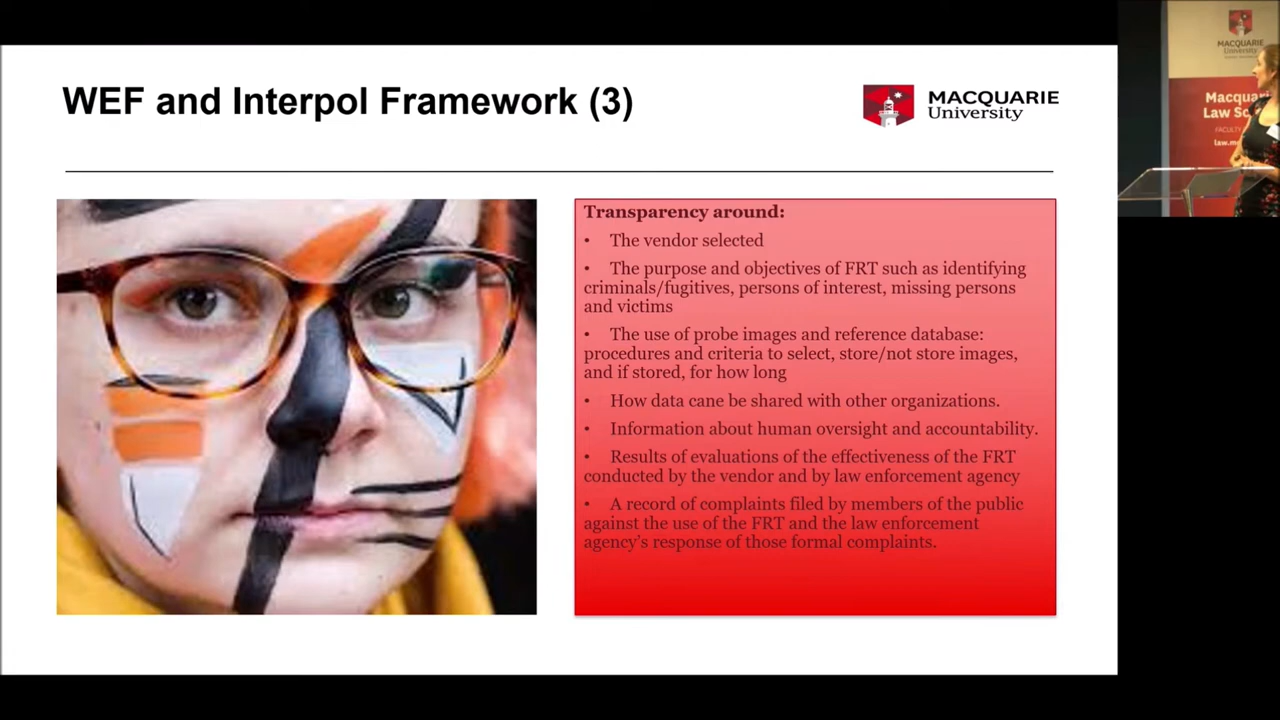 WEF and Interpol Framework (3)
MACQUARIE
University
Transparency around:
• The vendor selected
• The purpose and objectives of FRT such as identifying
criminals/fugitives, persons of interest, missing persons
and victims
• The use of probe images and reference database:
procedures and criteria to select, store/not store images,
and if stored, for how long
• How data cane be shared with other organizations.
• Information about human oversight and accountability.
• Results of evaluations of the effectiveness of the FRT
conducted by the vendor and by law enforcement agency
• A record of complaints filed by members of the public
against the use of the FRT and the law enforcement
agency's response of those formal complaints.
MACQUARIE
University
Macquar
Law Sc
FACULTY
law.m